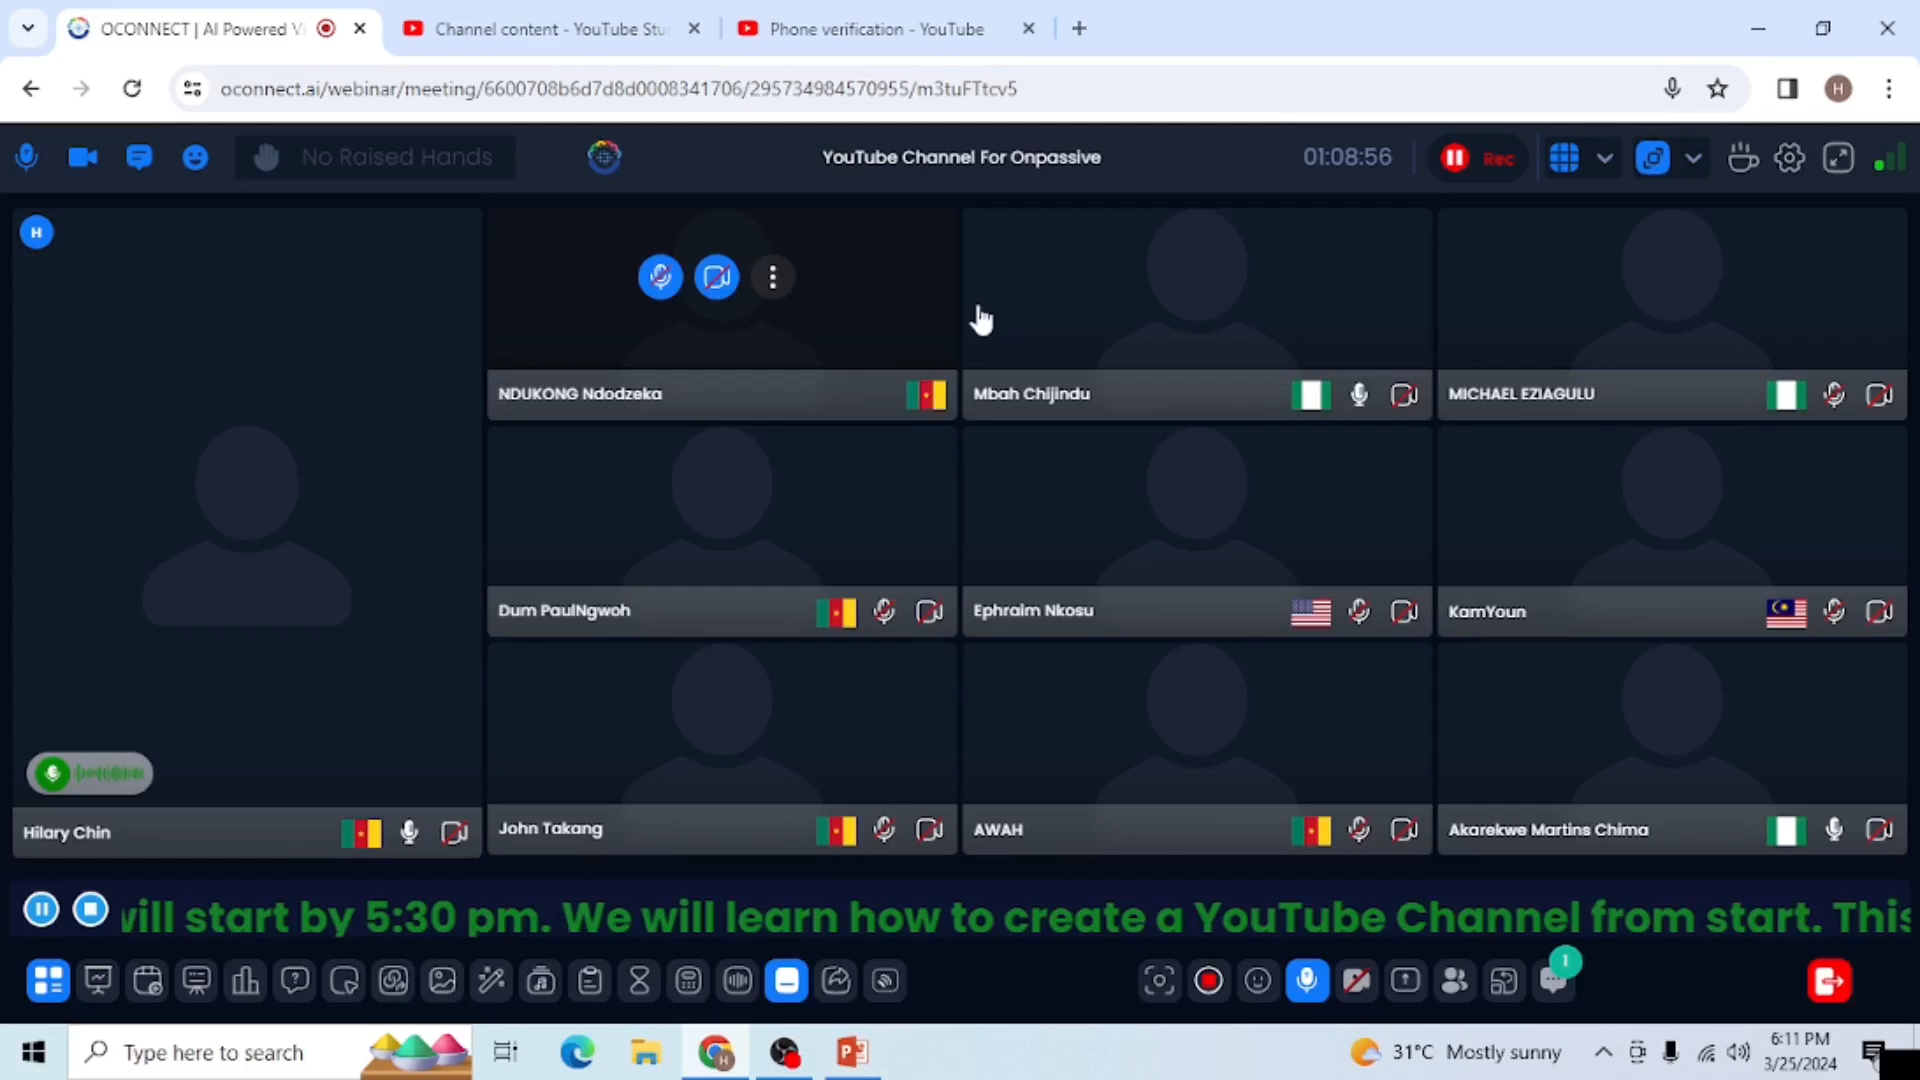 OCONNECT | AI Powered Vi
Channel content - YouTube Stu
Phone verification - YouTube
oconnect.ai/webinar/meeting/6600708b6d7d8d0008341706/295734984570955/m3tuFTtcv5
H
No Raised Hands
YouTube Channel For Onpassive
01:08:56
Rec
H
NDUKONG Ndodzeka
Mbah Chijindu
MICHAEL EZIAGULU
Dum PaulNgwoh
Ephraim Nkosu
KamYoun
Hilary Chin
John Takang
AWAH
Akarekwe Martins Chima
will start by 5:30 pm. We will learn how to create a YouTube Channel from start. This
1
Type here to search
31°C Mostly sunny
6:11 PM
3/25/2024